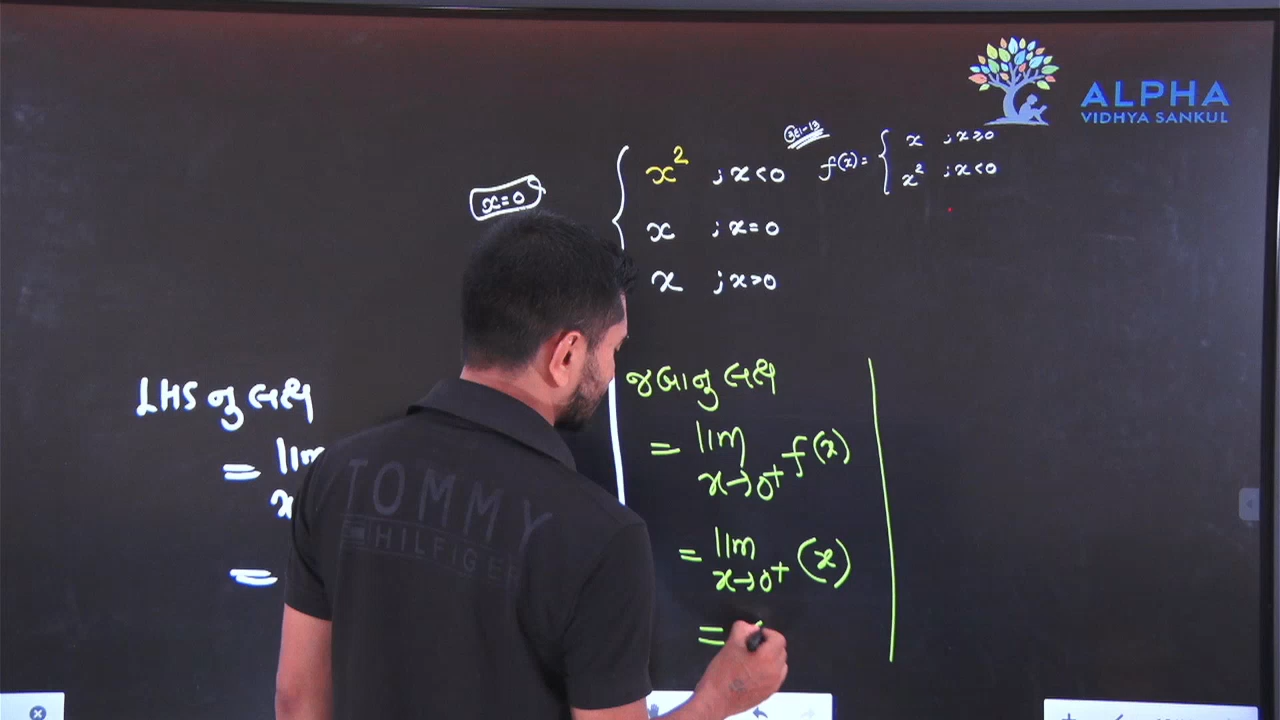 ALPHA
VIDHYA SANKUL
x=0
x² ; x<0
x ; x=0
x ; x>0
f(x)= { x ; x≥0
x² ; x<0
LHS નુ લક્ષ
= lim
x
=
જબાનુ લક્ષ
= lim x→0+ f(x)
= lim x→0+ (x)
=
TOMMY
HILFIGER